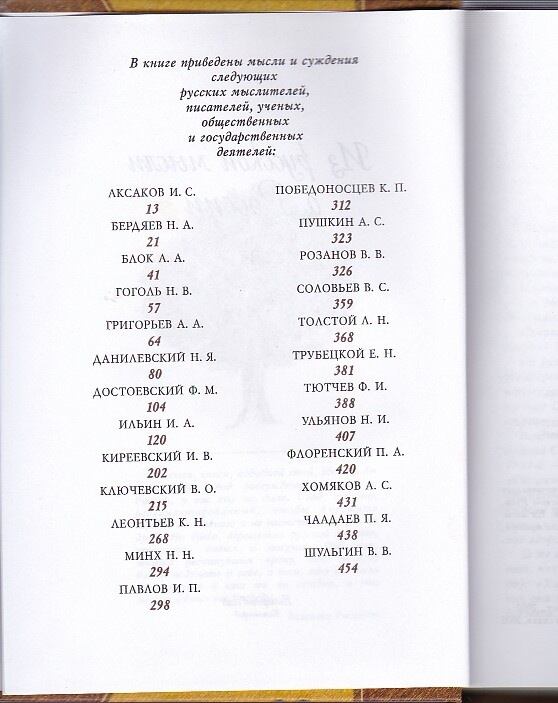 В книге приведены мысли и суждения
следующих
русских мыслителей,
писателей, ученых,
общественных
и государственных
деятелей:
АКСАКОВ И. С.
13
БЕРДЯЕВ Н. А.
21
БЛОК А. А.
41
ГОГОЛЬ Н. В.
57
ГРИГОРЬЕВ А. А.
64
ДАНИЛЕВСКИЙ Н. Я.
80
ДОСТОЕВСКИЙ Ф. М.
104
ИЛЬИН И. А.
120
КИРЕЕВСКИЙ И. В.
202
КЛЮЧЕВСКИЙ В. О.
215
ЛЕОНТЬЕВ К. Н.
268
МИНХ Н. Н.
294
ПАВЛОВ И. П.
298
ПОБЕДОНОСЦЕВ К. П.
312
ПУШКИН А. С.
323
РОЗАНОВ В. В.
326
СОЛОВЬЕВ В. С.
359
ТОЛСТОЙ Л. Н.
368
ТРУБЕЦКОЙ Е. Н.
381
ТЮТЧЕВ Ф. И.
388
УЛЬЯНОВ Н. И.
407
ФЛОРЕНСКИЙ П. А.
420
ХОМЯКОВ А. С.
431
ЧААДАЕВ П. Я.
438
ШУЛЬГИН В. В.
454